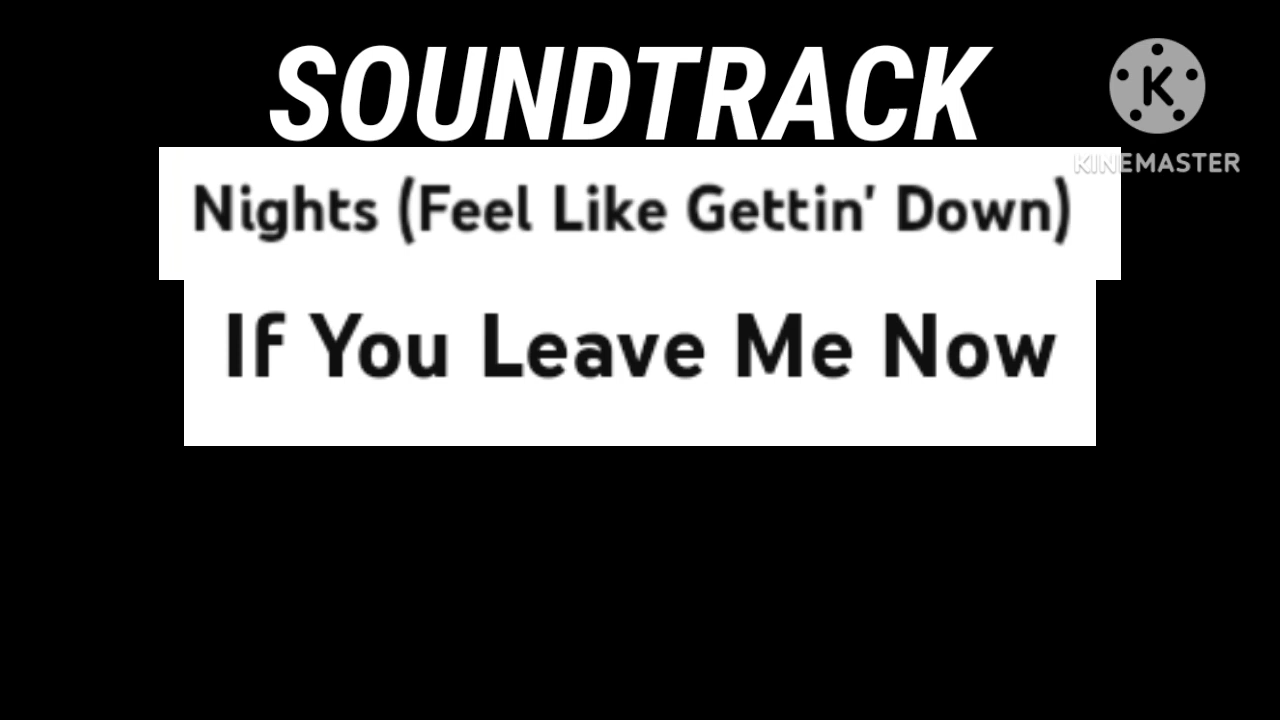 SOUNDTRACK
K
KINEMASTER
Nights (Feel Like Gettin' Down)
If You Leave Me Now